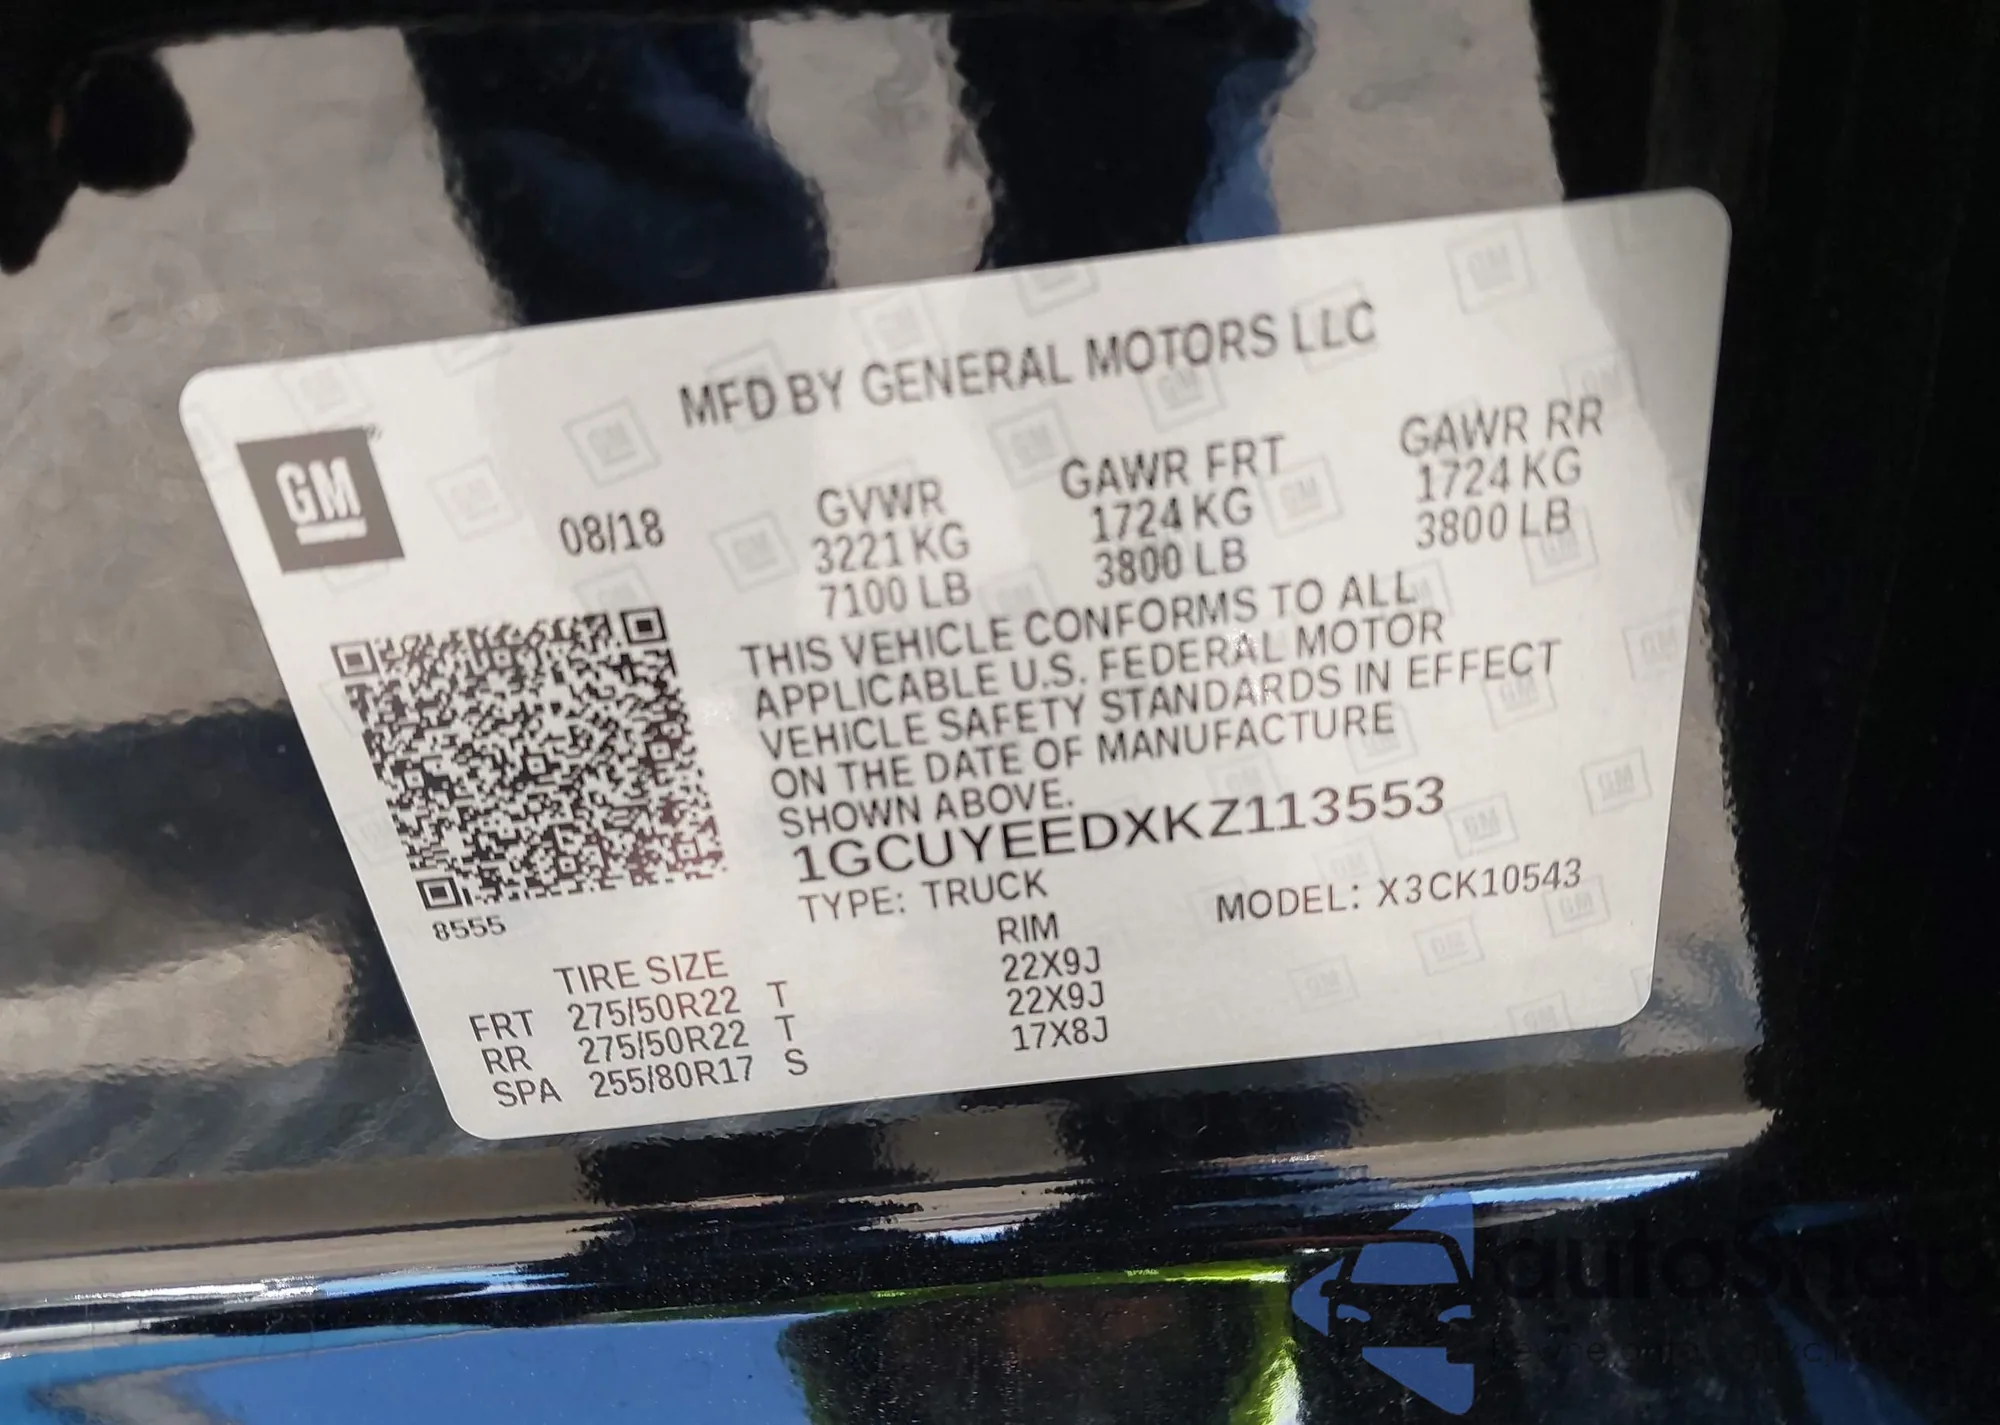 MFD BY GENERAL MOTORS LLC
GM
08/18
GVWR
3221 KG
7100 LB
GAWR FRT
1724 KG
3800 LB
GAWR RR
1724 KG
3800 LB
THIS VEHICLE CONFORMS TO ALL
APPLICABLE U.S. FEDERAL MOTOR
VEHICLE SAFETY STANDARDS IN EFFECT
ON THE DATE OF MANUFACTURE
SHOWN ABOVE.
1GCUYEEDXKZ113553
TYPE: TRUCK MODEL: X3CK10543
8555
TIRE SIZE RIM
FRT 275/50R22 T 22X9J
RR 275/50R22 T 22X9J
SPA 255/80R17 S 17X8J